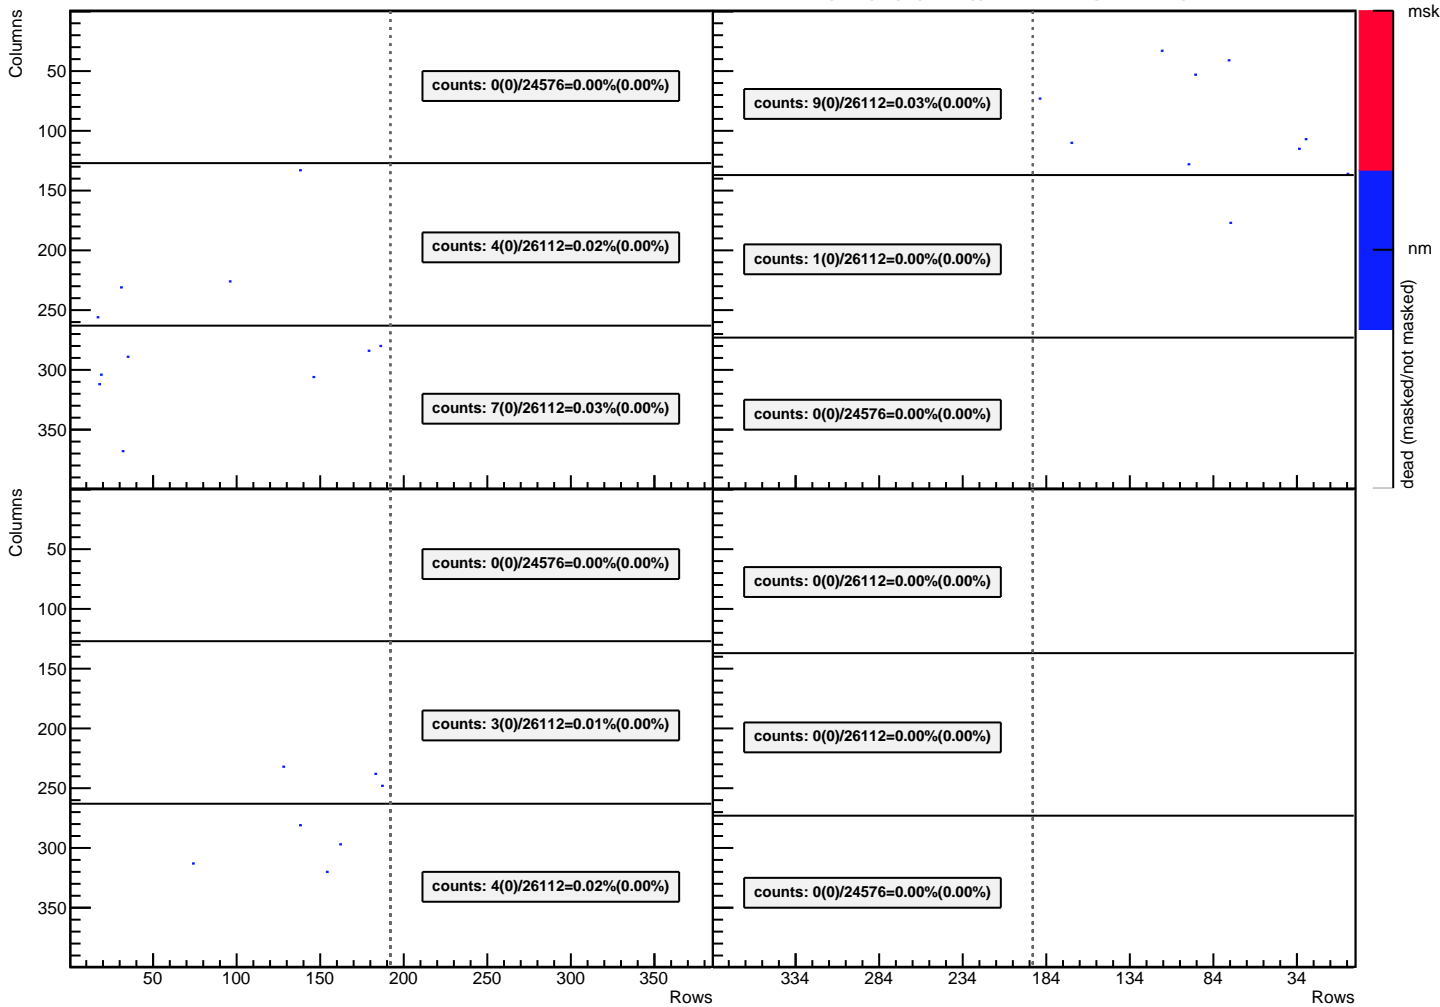 Columns
50
100
150
200
250
300
350
counts: 0(0)/24576=0.00%(0.00%)
counts: 4(0)/26112=0.02%(0.00%)
counts: 7(0)/26112=0.03%(0.00%)
counts: 9(0)/26112=0.03%(0.00%)
counts: 1(0)/26112=0.00%(0.00%)
counts: 0(0)/24576=0.00%(0.00%)
msk
nm
dead (masked/not masked)
Columns
50
100
150
200
250
300
350
counts: 0(0)/24576=0.00%(0.00%)
counts: 3(0)/26112=0.01%(0.00%)
counts: 4(0)/26112=0.02%(0.00%)
50 100 150 200 250 300 350
Rows
counts: 0(0)/26112=0.00%(0.00%)
counts: 0(0)/26112=0.00%(0.00%)
counts: 0(0)/24576=0.00%(0.00%)
334 284 234 184 134 84 34
Rows